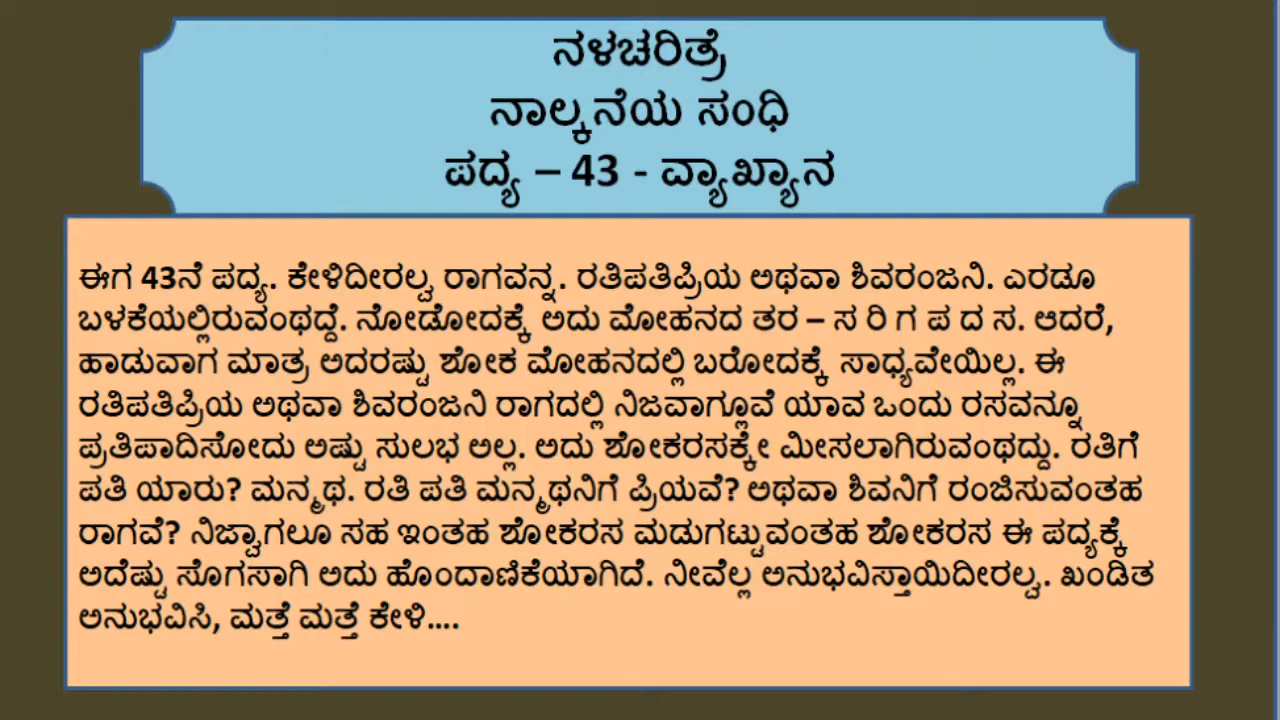 ನಳಚರಿತ್ರೆ
ನಾಲ್ಕನೆಯ ಸಂಧಿ
ಪದ್ಯ – 43 - ವ್ಯಾಖ್ಯಾನ
ಈಗ 43ನೆ ಪದ್ಯ. ಕೇಳಿದೀರಲ್ವ ರಾಗವನ್ನ. ರತಿಪತಿಪ್ರಿಯ ಅಥವಾ ಶಿವರಂಜನಿ. ಎರಡೂ
ಬಳಕೆಯಲ್ಲಿರುವಂಥದ್ದೆ. ನೋಡೋದಕ್ಕೆ ಅದು ಮೋಹನದ ತರ – ಸ ರಿ ಗ ಪ ದ ಸ. ಆದರೆ,
ಹಾಡುವಾಗ ಮಾತ್ರ ಅದರಷ್ಟು ಶೋಕ ಮೋಹನದಲ್ಲಿ ಬರೋದಕ್ಕೆ ಸಾಧ್ಯವೇಯಿಲ್ಲ. ಈ
ರತಿಪತಿಪ್ರಿಯ ಅಥವಾ ಶಿವರಂಜನಿ ರಾಗದಲ್ಲಿ ನಿಜವಾಗ್ಲೂವೆ ಯಾವ ಒಂದು ರಸವನ್ನೂ
ಪ್ರತಿಪಾದಿಸೋದು ಅಷ್ಟು ಸುಲಭ ಅಲ್ಲ. ಅದು ಶೋಕರಸಕ್ಕೇ ಮೀಸಲಾಗಿರುವಂಥದ್ದು. ರತಿಗೆ
ಪತಿ ಯಾರು? ಮನ್ಮಥ. ರತಿ ಪತಿ ಮನ್ಮಥನಿಗೆ ಪ್ರಿಯವೆ? ಅಥವಾ ಶಿವನಿಗೆ ರಂಜಿಸುವಂತಹ
ರಾಗವೆ? ನಿಜ್ವಾಗಲೂ ಸಹ ಇಂತಹ ಶೋಕರಸ ಮಡುಗಟ್ಟುವಂತಹ ಶೋಕರಸ ಈ ಪದ್ಯಕ್ಕೆ
ಅದೆಷ್ಟು ಸೊಗಸಾಗಿ ಅದು ಹೊಂದಾಣಿಕೆಯಾಗಿದೆ. ನೀವೆಲ್ಲ ಅನುಭವಿಸ್ತಾಯಿದೀರಲ್ವ. ಖಂಡಿತ
ಅನುಭವಿಸಿ, ಮತ್ತೆ ಮತ್ತೆ ಕೇಳಿ....